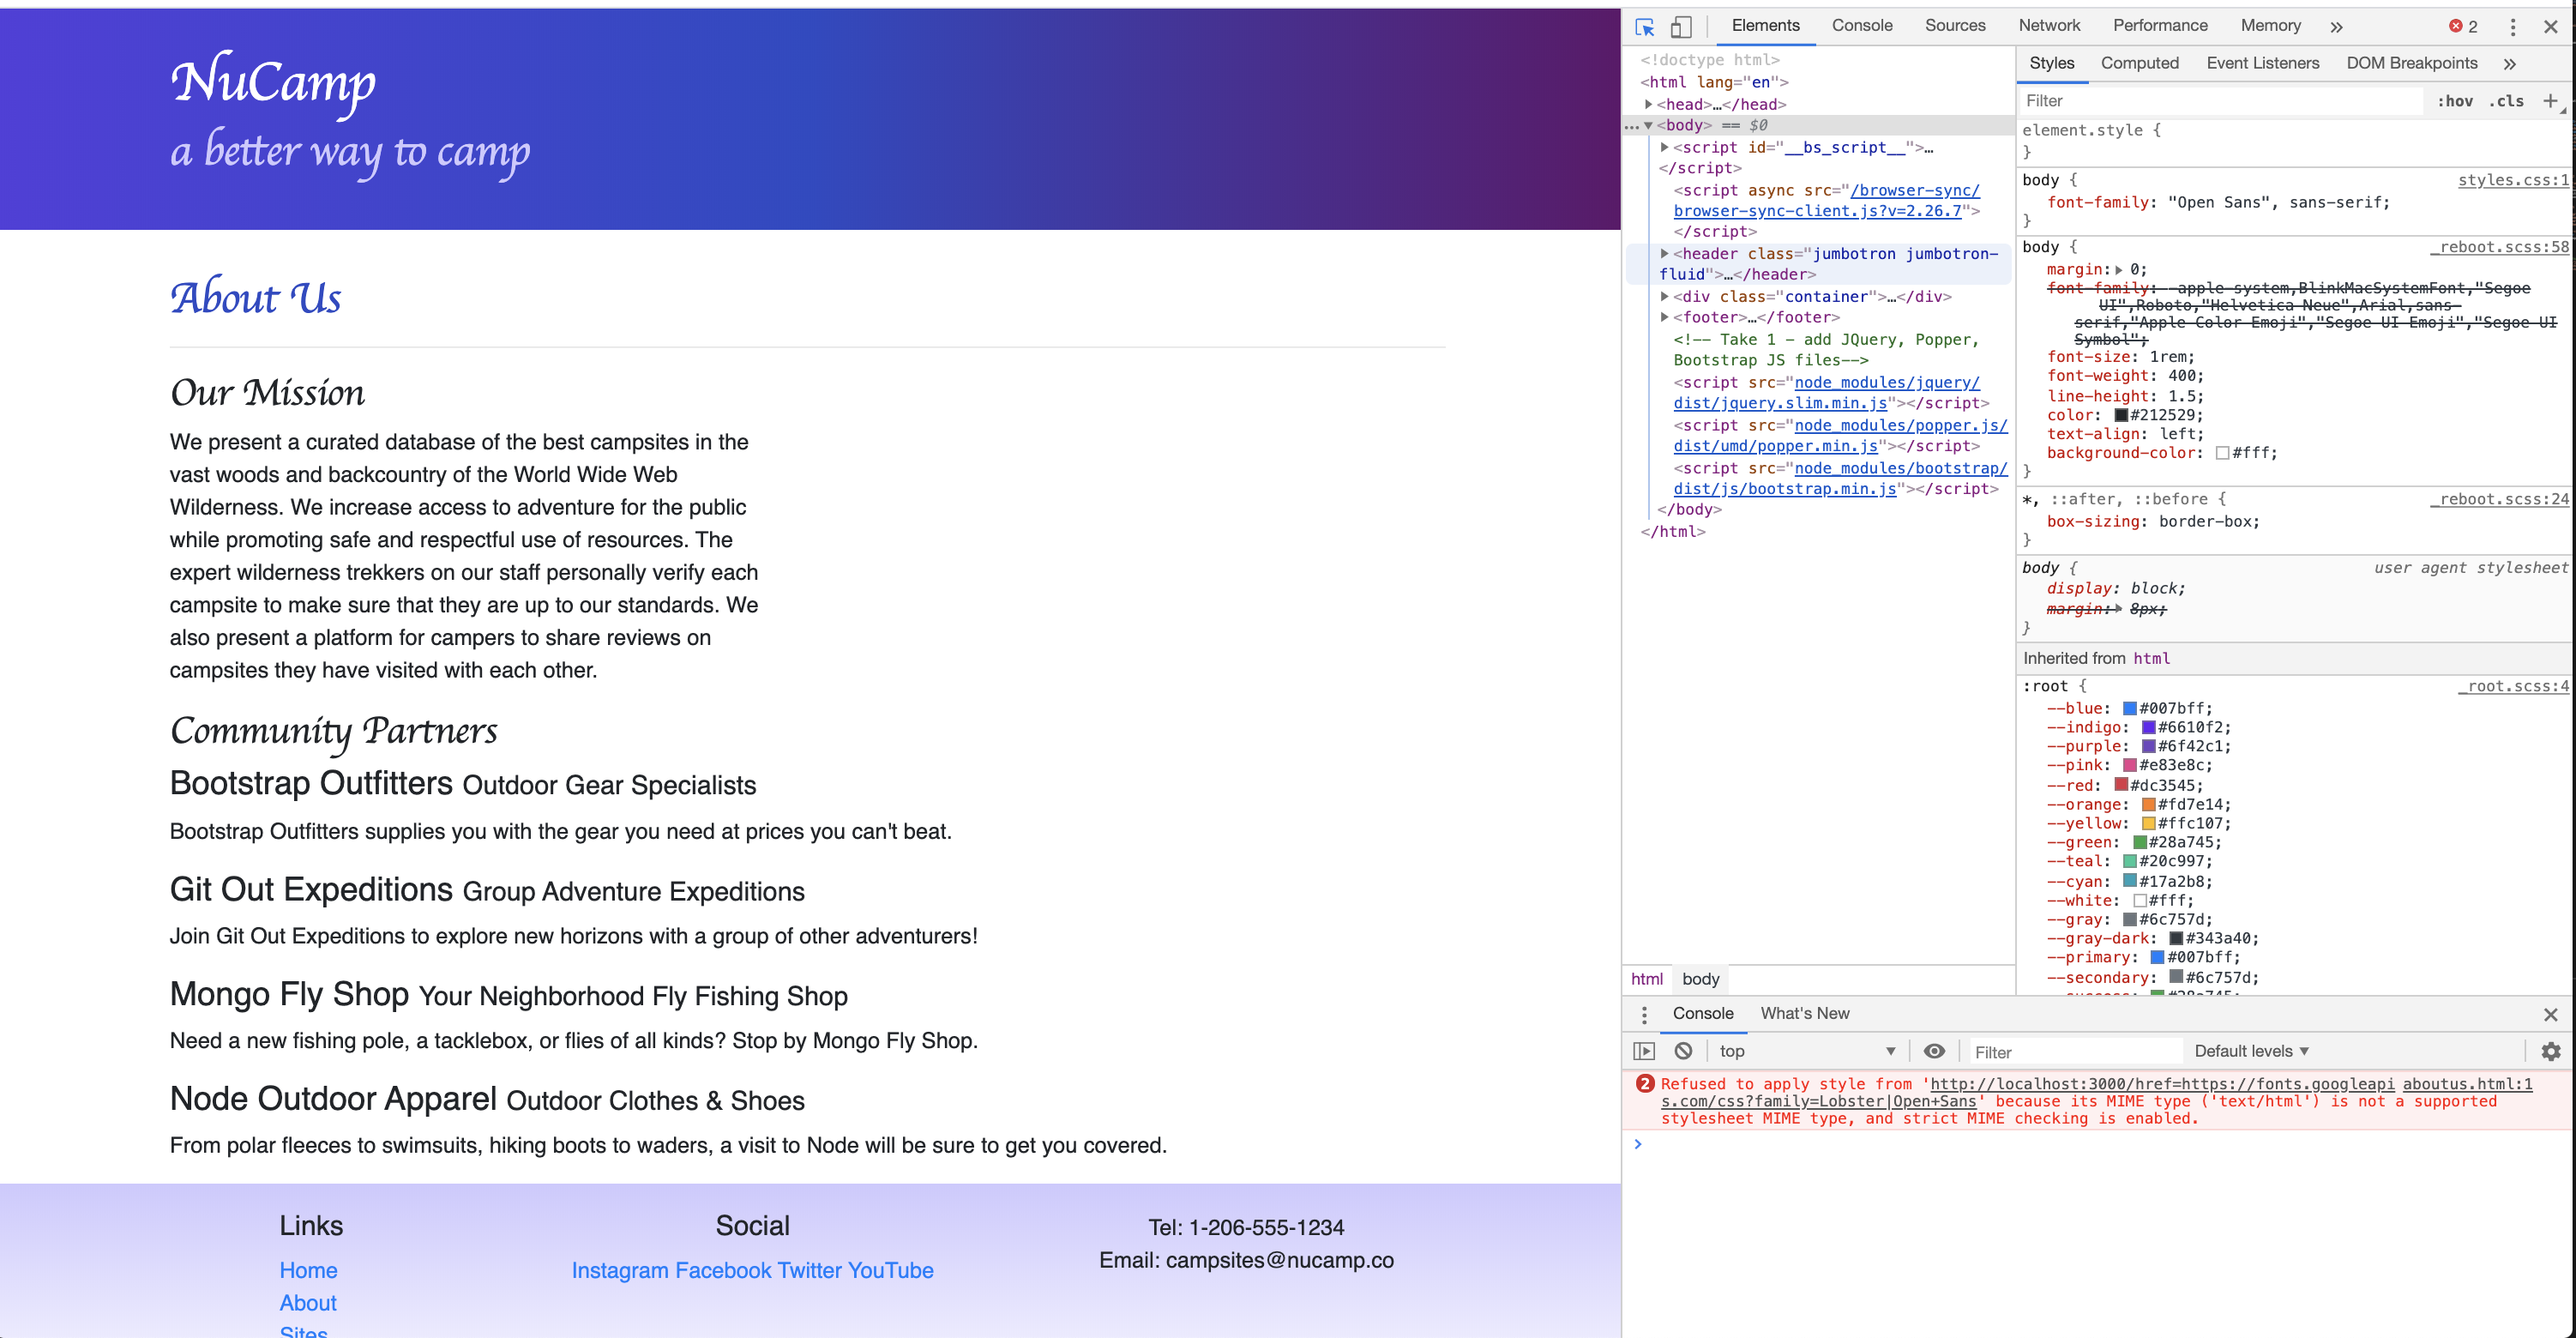 NuCamp
a better way to camp
About Us
Our Mission
We present a curated database of the best campsites in the
vast woods and backcountry of the World Wide Web
Wilderness. We increase access to adventure for the public
while promoting safe and respectful use of resources. The
expert wilderness trekkers on our staff personally verify each
campsite to make sure that they are up to our standards. We
also present a platform for campers to share reviews on
campsites they have visited with each other.
Community Partners
Bootstrap Outfitters Outdoor Gear Specialists
Bootstrap Outfitters supplies you with the gear you need at prices you can't beat.
Git Out Expeditions Group Adventure Expeditions
Join Git Out Expeditions to explore new horizons with a group of other adventurers!
Mongo Fly Shop Your Neighborhood Fly Fishing Shop
Need a new fishing pole, a tacklebox, or flies of all kinds? Stop by Mongo Fly Shop.
Node Outdoor Apparel Outdoor Clothes & Shoes
From polar fleeces to swimsuits, hiking boots to waders, a visit to Node will be sure to get you covered.
Links
Home
About
Sites
Social
Instagram Facebook Twitter YouTube
Tel: 1-206-555-1234
Email: campsites@nucamp.co
Elements Console Sources Network Performance Memory » 2
<!doctype html>
<html lang="en">
<head>…</head>
<body> == $0
<script id="__bs_script__">…
</script>
<script async src="/browser-sync/
browser-sync-client.js?v=2.26.7">
</script>
<header class="jumbotron jumbotron-
fluid">…</header>
<div class="container">…</div>
<footer>…</footer>
<!-- Take 1 - add JQuery, Popper,
Bootstrap JS files-->
<script src="node_modules/jquery/
dist/jquery.slim.min.js"></script>
<script src="node_modules/popper.js/
dist/umd/popper.min.js"></script>
<script src="node_modules/bootstrap/
dist/js/bootstrap.min.js"></script>
</body>
</html>
html body
Styles Computed Event Listeners DOM Breakpoints »
Filter :hov .cls +
element.style {
}
body { styles.css:1
font-family: "Open Sans", sans-serif;
}
body { _reboot.scss:58
margin: 0;
font-family: -apple-system,BlinkMacSystemFont,"Segoe
UI",Roboto,"Helvetica Neue",Arial,sans-
serif,"Apple Color Emoji","Segoe UI Emoji","Segoe UI
Symbol";
font-size: 1rem;
font-weight: 400;
line-height: 1.5;
color: #212529;
text-align: left;
background-color: #fff;
}
*, ::after, ::before { _reboot.scss:24
box-sizing: border-box;
}
body { user agent stylesheet
display: block;
margin: 8px;
}
Inherited from html
:root { _root.scss:4
--blue: #007bff;
--indigo: #6610f2;
--purple: #6f42c1;
--pink: #e83e8c;
--red: #dc3545;
--orange: #fd7e14;
--yellow: #ffc107;
--green: #28a745;
--teal: #20c997;
--cyan: #17a2b8;
--white: #fff;
--gray: #6c757d;
--gray-dark: #343a40;
--primary: #007bff;
--secondary: #6c757d;
--success: #28a745;
Console What's New
top Filter Default levels
2 Refused to apply style from 'http://localhost:3000/href=https://fonts.googleapi aboutus.html:1
s.com/css?family=Lobster|Open+Sans' because its MIME type ('text/html') is not a supported
stylesheet MIME type, and strict MIME checking is enabled.